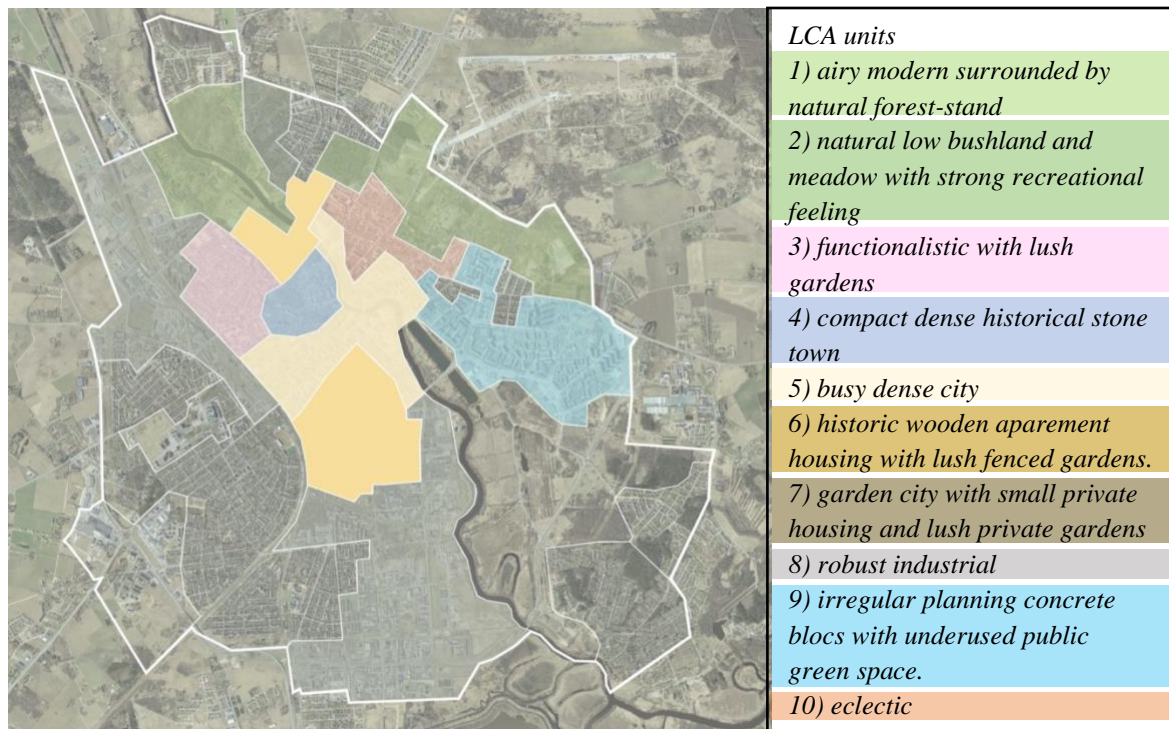 LCA units
1) airy modern surrounded by
natural forest-stand
2) natural low bushland and
meadow with strong recreational
feeling
3) functionalistic with lush
gardens
4) compact dense historical stone
town
5) busy dense city
6) historic wooden aparement
housing with lush fenced gardens.
7) garden city with small private
housing and lush private gardens
8) robust industrial
9) irregular planning concrete
blocs with underused public
green space.
10) eclectic